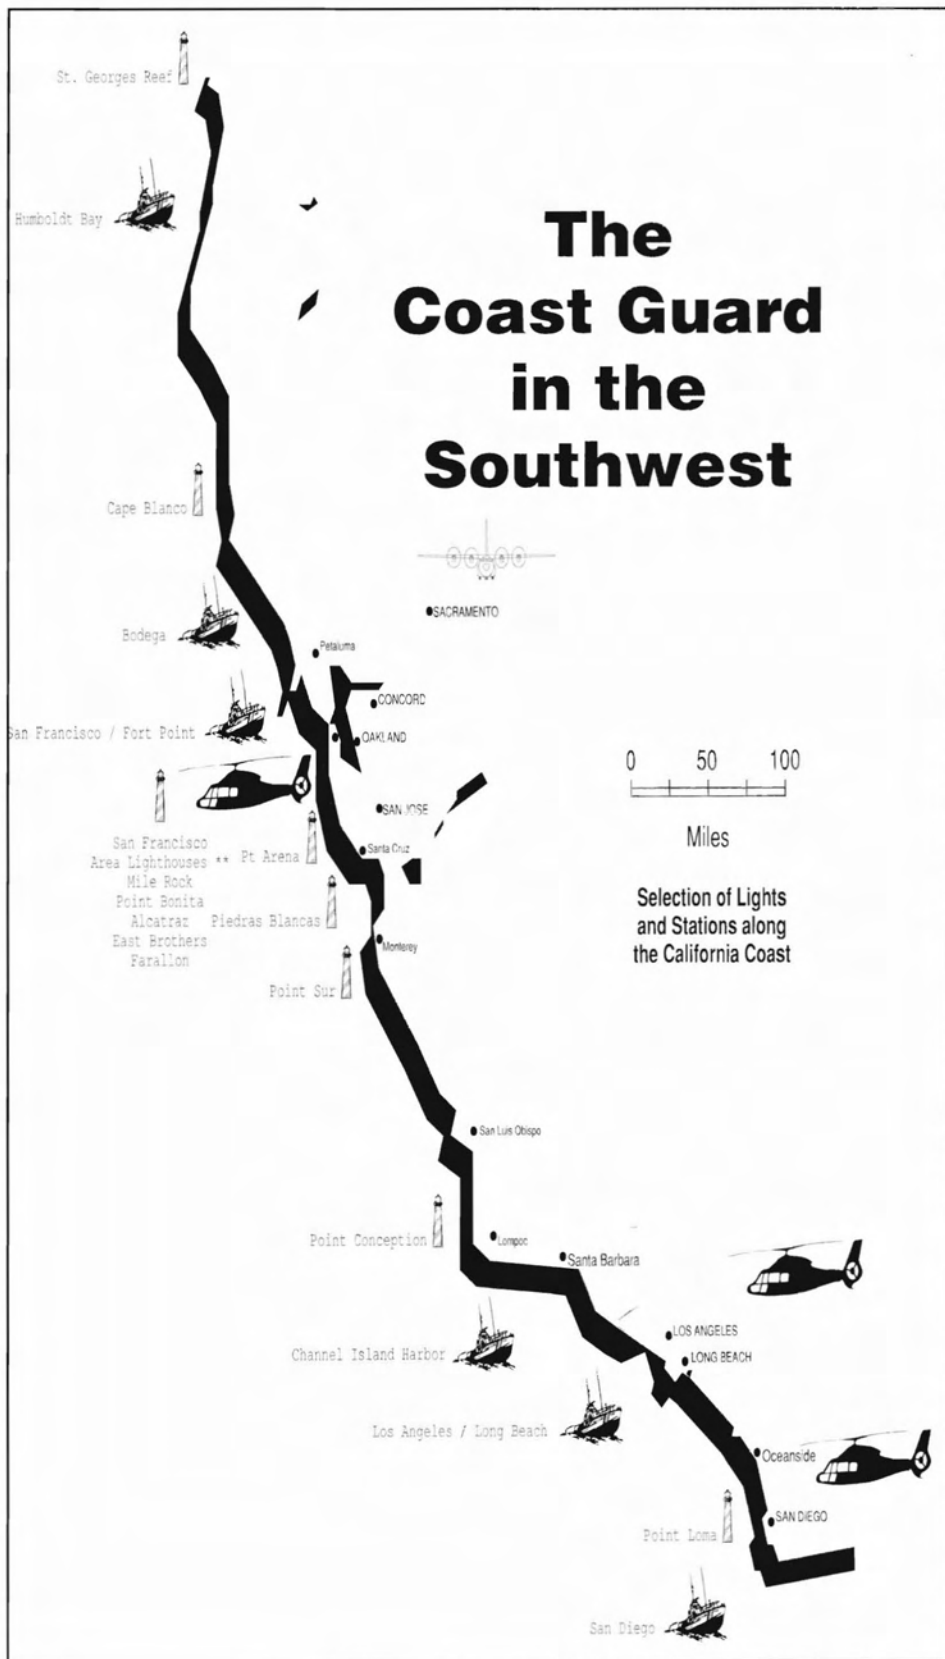 St. Georges Reef
Humboldt Bay
The
Coast Guard
in the
Southwest
Cape Blanco
SACRAMENTO
Bodega
Petaluma
CONCORD
San Francisco / Fort Point
OAKLAND
0 50 100
Miles
SAN JOSE
San Francisco
Area Lighthouses **
Mile Rock
Point Bonita
Alcatraz
East Brothers
Farallon
Pt Arena
Santa Cruz
Piedras Blancas
Monterey
Point Sur
Selection of Lights
and Stations along
the California Coast
San Luis Obispo
Point Conception
Lompoc
Santa Barbara
LOS ANGELES
Channel Island Harbor
LONG BEACH
Los Angeles / Long Beach
Oceanside
Point Loma
SAN DIEGO
San Diego